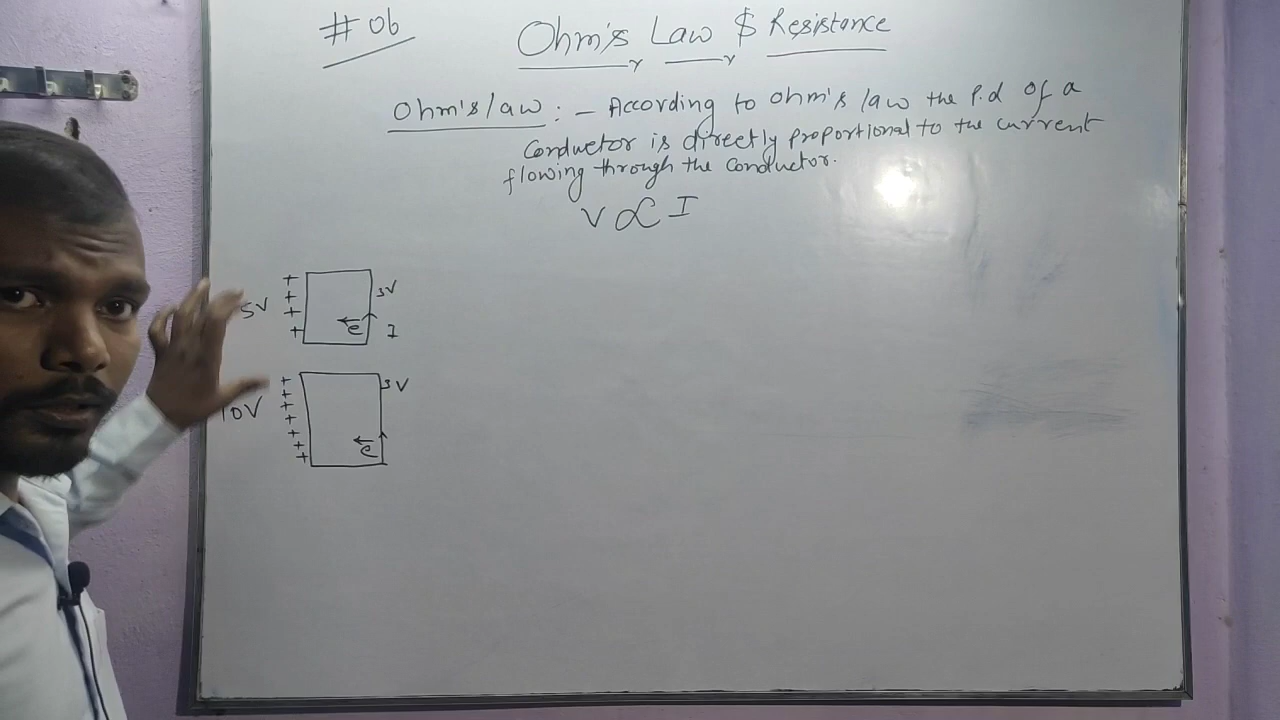 # 06
Ohm's Law $ Resistance
Ohm's law : - According to ohm's law the P.d of a
conductor is directly proportional to the current
flowing through the conductor.
V ∝ I
+
+
+
+
5V
3V
e
I
+
+
+
+
+
+
+
10V
3V
e